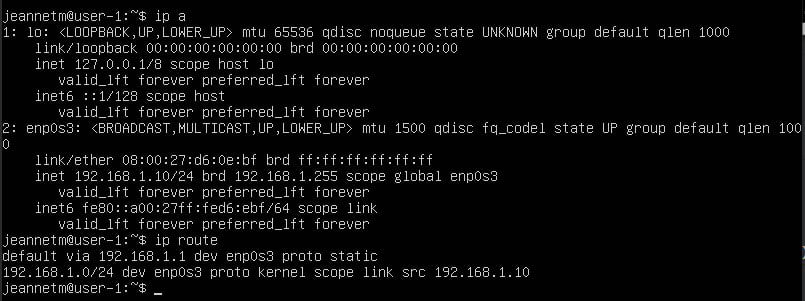 jeannetm@user-1:~$ ip a
1: lo: <LOOPBACK,UP,LOWER_UP> mtu 65536 qdisc noqueue state UNKNOWN group default qlen 1000
    link/loopback 00:00:00:00:00:00 brd 00:00:00:00:00:00
    inet 127.0.0.1/8 scope host lo
       valid_lft forever preferred_lft forever
    inet6 ::1/128 scope host
       valid_lft forever preferred_lft forever
2: enp0s3: <BROADCAST,MULTICAST,UP,LOWER_UP> mtu 1500 qdisc fq_codel state UP group default qlen 100
0
    link/ether 08:00:27:d6:0e:bf brd ff:ff:ff:ff:ff:ff
    inet 192.168.1.10/24 brd 192.168.1.255 scope global enp0s3
       valid_lft forever preferred_lft forever
    inet6 fe80::a00:27ff:fed6:ebf/64 scope link
       valid_lft forever preferred_lft forever
jeannetm@user-1:~$ ip route
default via 192.168.1.1 dev enp0s3 proto static
192.168.1.0/24 dev enp0s3 proto kernel scope link src 192.168.1.10
jeannetm@user-1:~$ _